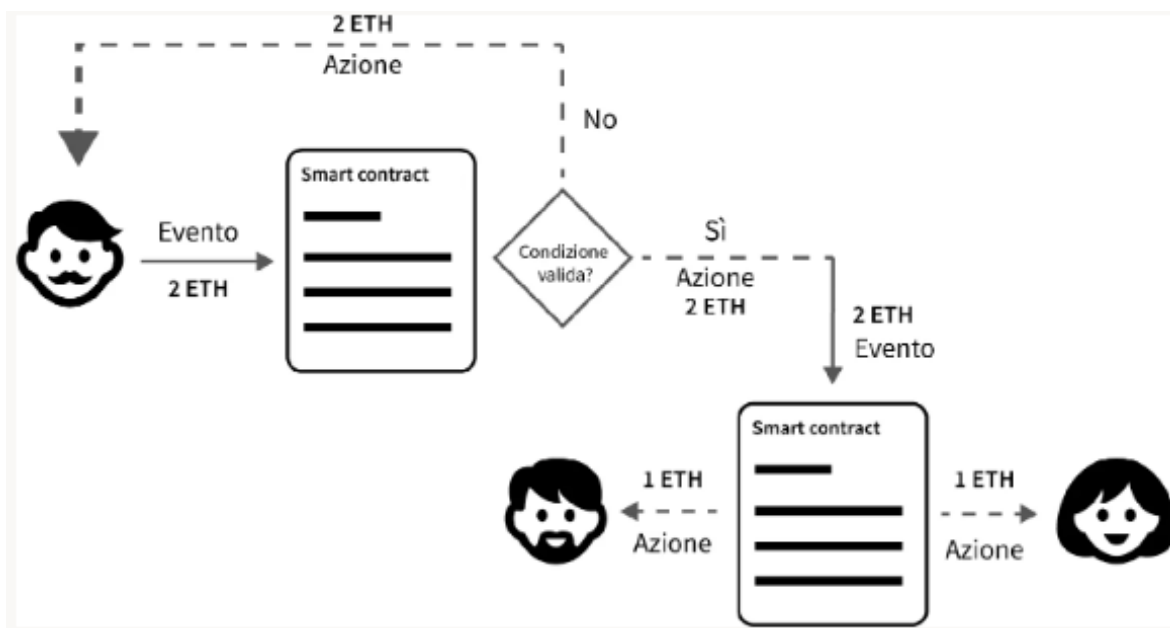 2 ETH
Azione
No
Smart contract
Evento
2 ETH
Condizione
valida?
Sì
Azione
2 ETH
2 ETH
Evento
Smart contract
1 ETH
Azione
1 ETH
Azione